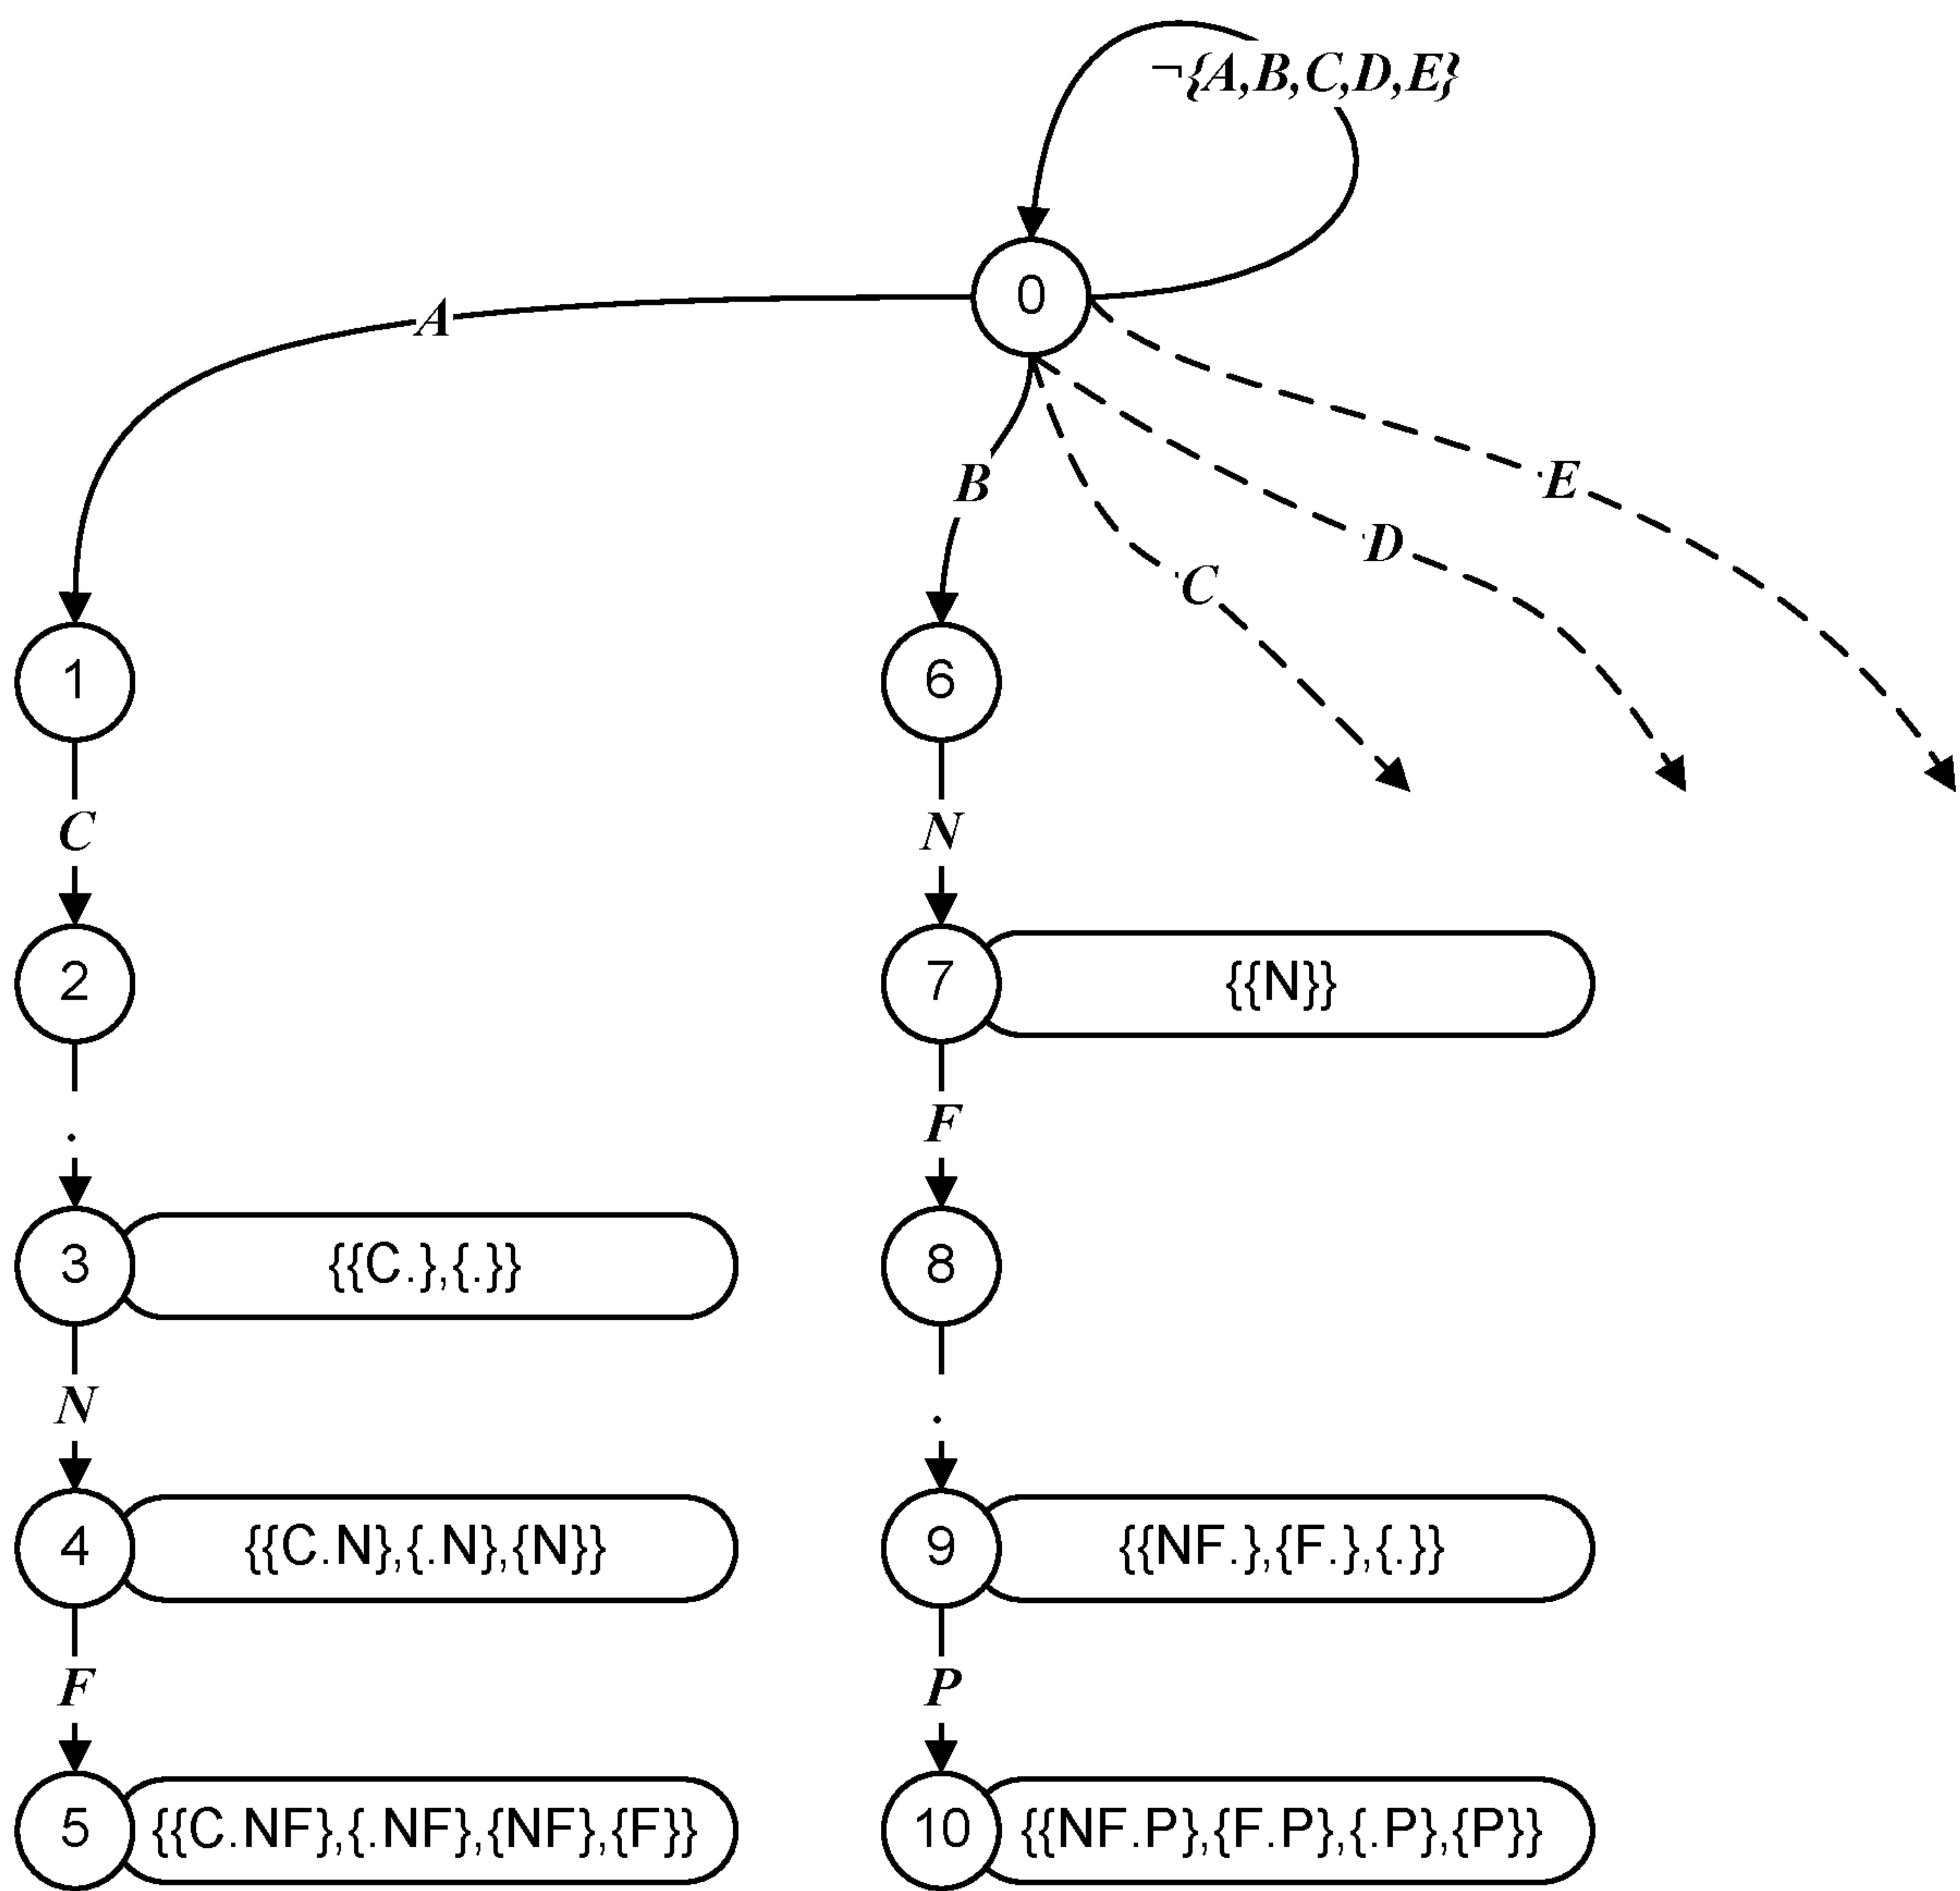 ¬{A,B,C,D,E}
0
A
B
E
D
C
1
6
C
N
2
7
{{N}}
.
F
3
{{C.},{.}}
8
N
.
4
{{C.N},{.N},{N}}
9
{{NF.},{F.},{.}}
F
P
5
{{C.NF},{.NF},{NF},{F}}
10
{{NF.P},{F.P},{.P},{P}}